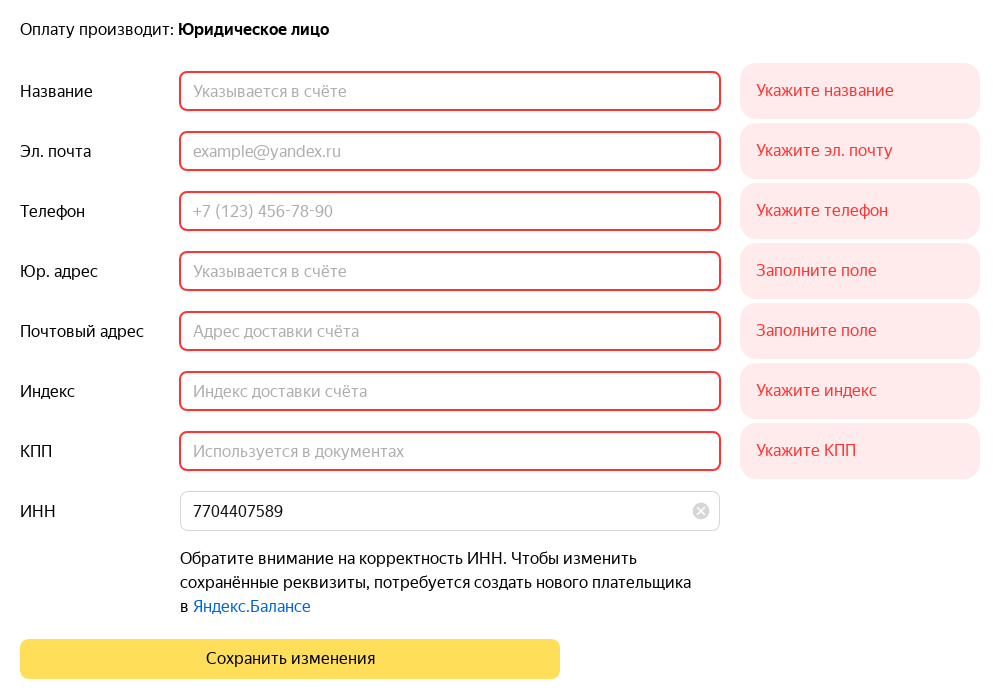 Оплату производит: Юридическое лицо
Название Указывается в счёте Укажите название
Эл. почта example@yandex.ru Укажите эл. почту
Телефон +7 (123) 456-78-90 Укажите телефон
Юр. адрес Указывается в счёте Заполните поле
Почтовый адрес Адрес доставки счёта Заполните поле
Индекс Индекс доставки счёта Укажите индекс
КПП Используется в документах Укажите КПП
ИНН 7704407589
Обратите внимание на корректность ИНН. Чтобы изменить
сохранённые реквизиты, потребуется создать нового плательщика
в Яндекс.Балансе
Сохранить изменения